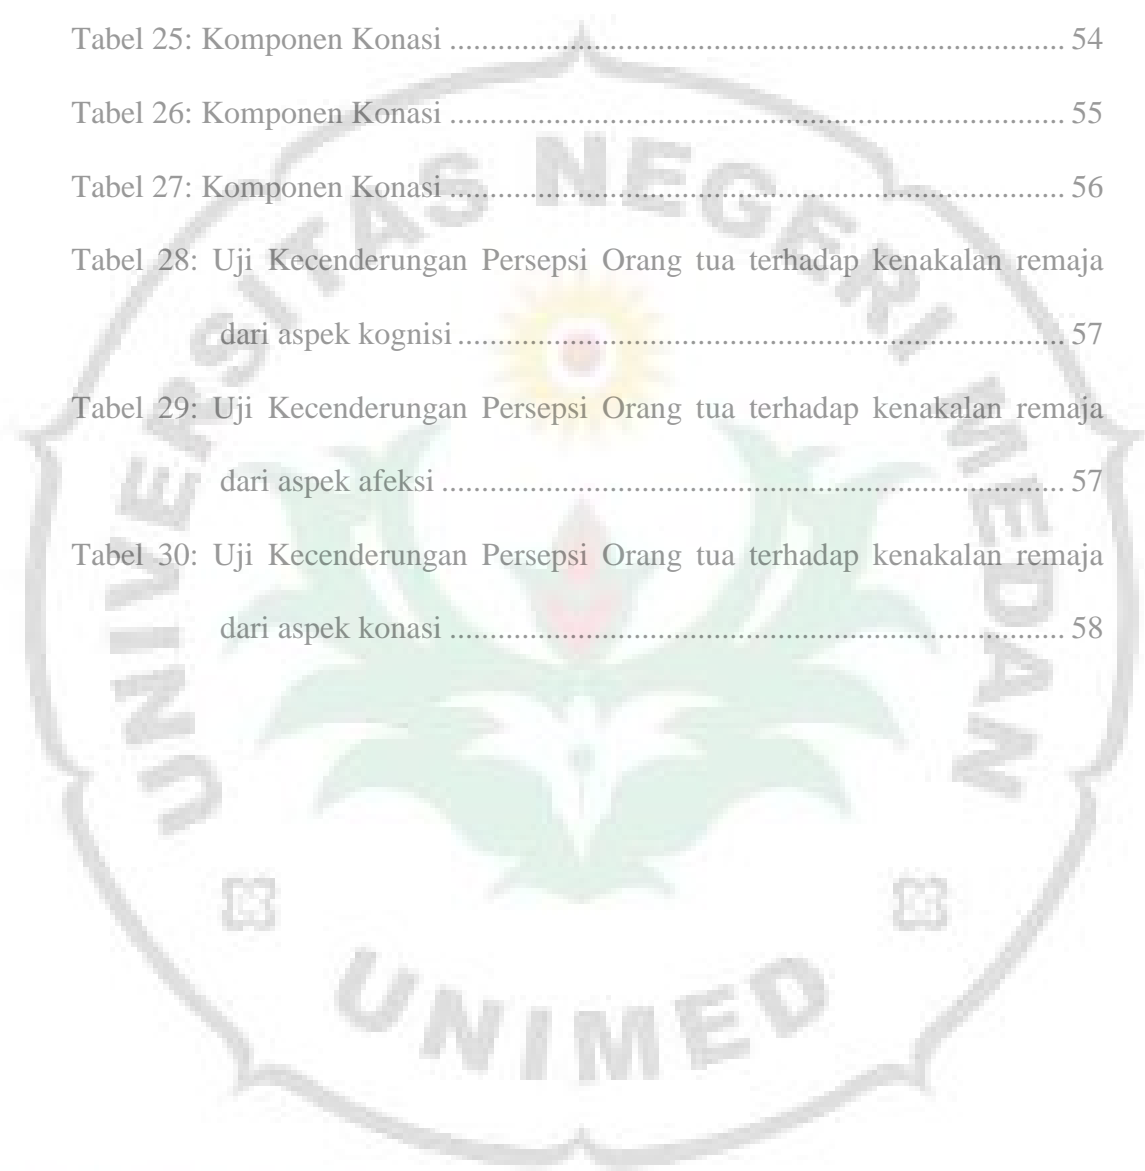 Tabel 25: Komponen Konasi ............................................................................. 54
Tabel 26: Komponen Konasi ............................................................................. 55
Tabel 27: Komponen Konasi ............................................................................. 56
Tabel 28: Uji Kecenderungan Persepsi Orang tua terhadap kenakalan remaja
dari aspek kognisi ............................................................................ 57
Tabel 29: Uji Kecenderungan Persepsi Orang tua terhadap kenakalan remaja
dari aspek afeksi .............................................................................. 57
Tabel 30: Uji Kecenderungan Persepsi Orang tua terhadap kenakalan remaja
dari aspek konasi ............................................................................. 58
UNIVERSITAS NEGERI MEDAN
UNIMED